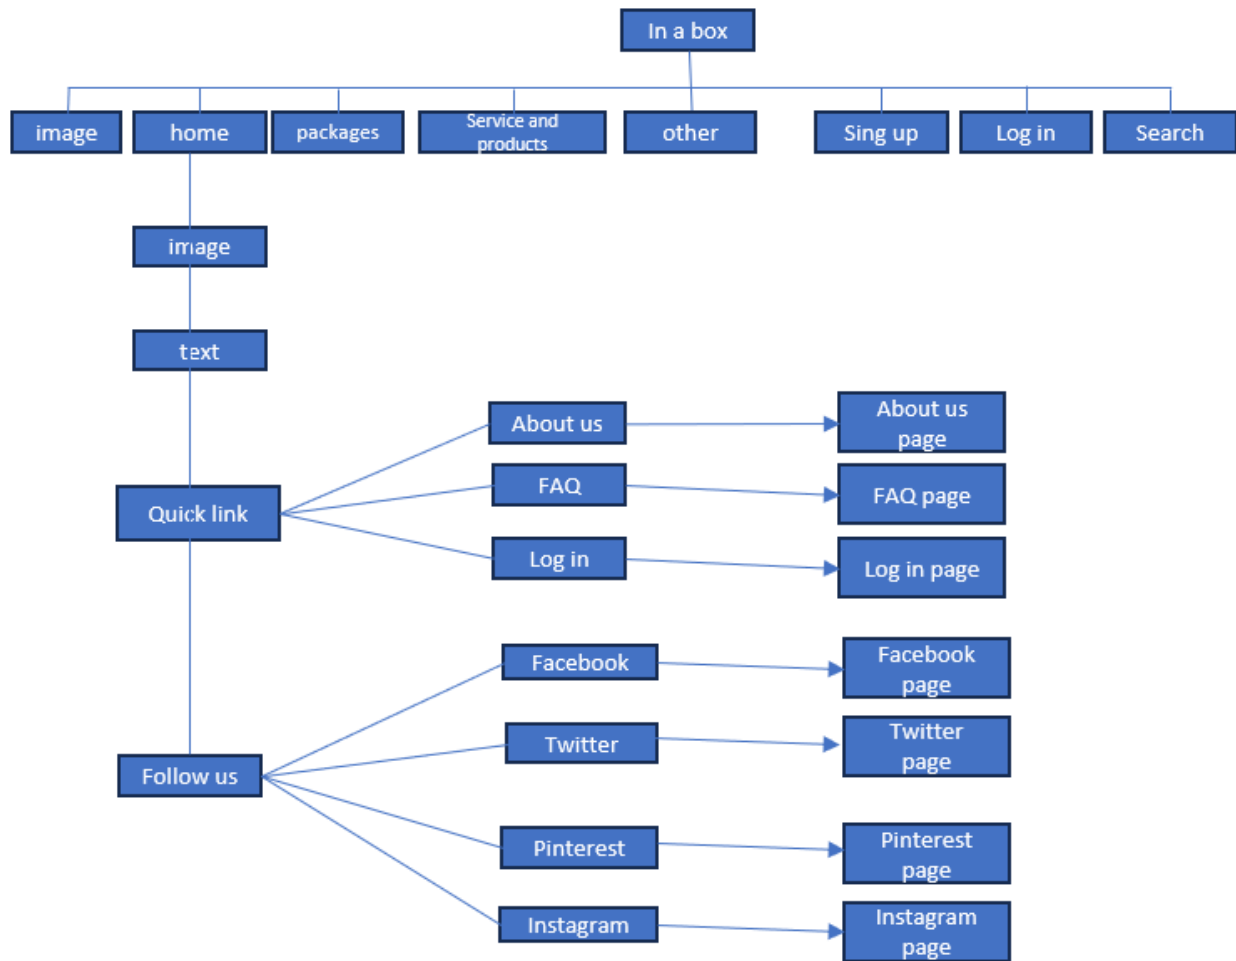 In a box
image
home
packages
Service and
products
other
Sing up
Log in
Search
image
text
Quick link
About us
About us
page
FAQ
FAQ page
Log in
Log in page
Follow us
Facebook
Facebook
page
Twitter
Twitter
page
Pinterest
Pinterest
page
Instagram
Instagram
page